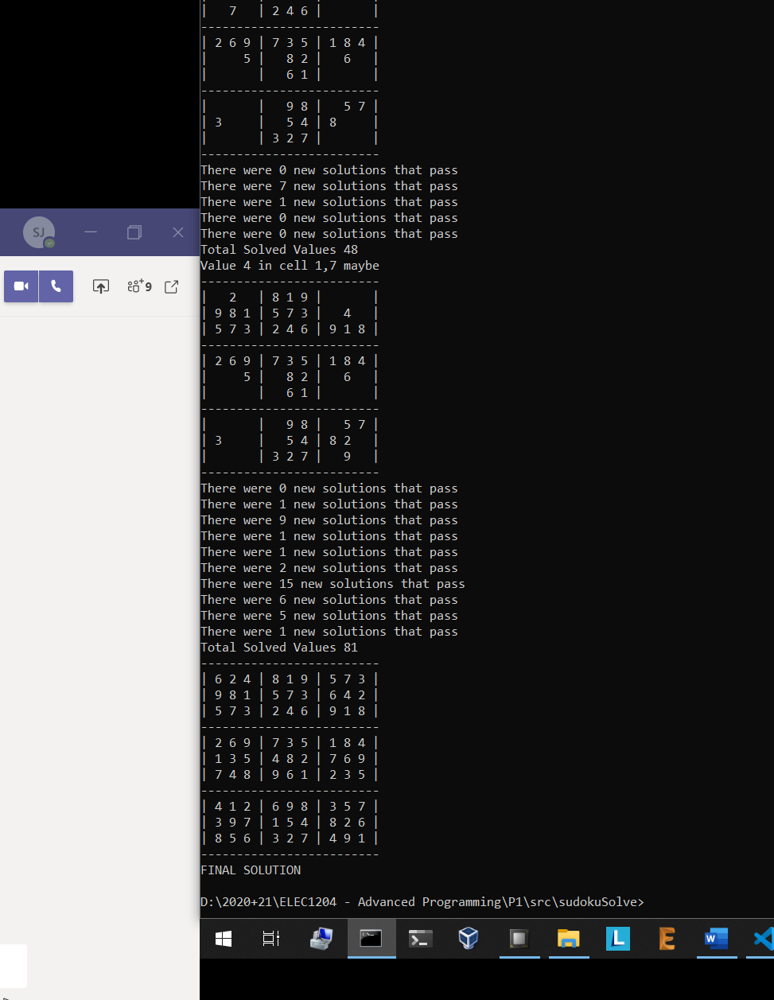 |   7   | 2 4 6 |       |
-------------------------
| 2 6 9 | 7 3 5 | 1 8 4 |
|     5 |   8 2 |   6   |
|       |   6 1 |       |
-------------------------
|       |   9 8 |   5 7 |
| 3     |   5 4 | 8     |
|       | 3 2 7 |       |
-------------------------
There were 0 new solutions that pass
There were 7 new solutions that pass
There were 1 new solutions that pass
There were 0 new solutions that pass
There were 0 new solutions that pass
Total Solved Values 48
Value 4 in cell 1,7 maybe
-------------------------
|   2   | 8 1 9 |       |
| 9 8 1 | 5 7 3 |   4   |
| 5 7 3 | 2 4 6 | 9 1 8 |
-------------------------
| 2 6 9 | 7 3 5 | 1 8 4 |
|     5 |   8 2 |   6   |
|       |   6 1 |       |
-------------------------
|       |   9 8 |   5 7 |
| 3     |   5 4 | 8 2   |
|       | 3 2 7 |   9   |
-------------------------
There were 0 new solutions that pass
There were 1 new solutions that pass
There were 9 new solutions that pass
There were 1 new solutions that pass
There were 1 new solutions that pass
There were 2 new solutions that pass
There were 15 new solutions that pass
There were 6 new solutions that pass
There were 5 new solutions that pass
There were 1 new solutions that pass
Total Solved Values 81
-------------------------
| 6 2 4 | 8 1 9 | 5 7 3 |
| 9 8 1 | 5 7 3 | 6 4 2 |
| 5 7 3 | 2 4 6 | 9 1 8 |
-------------------------
| 2 6 9 | 7 3 5 | 1 8 4 |
| 1 3 5 | 4 8 2 | 7 6 9 |
| 7 4 8 | 9 6 1 | 2 3 5 |
-------------------------
| 4 1 2 | 6 9 8 | 3 5 7 |
| 3 9 7 | 1 5 4 | 8 2 6 |
| 8 5 6 | 3 2 7 | 4 9 1 |
-------------------------
FINAL SOLUTION
D:\2020+21\ELEC1204 - Advanced Programming\P1\src\sudokuSolve>
SJ
9
L
E
W